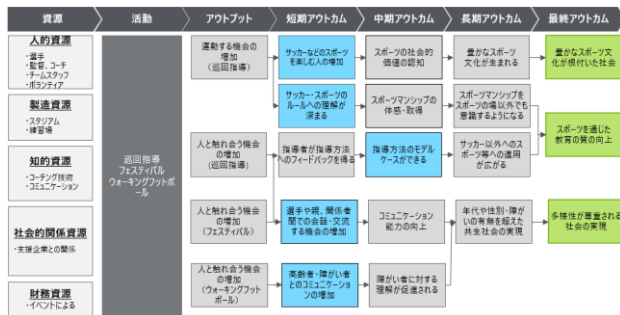 資源
活動
アウトプット
短期アウトカム
中期アウトカム
長期アウトカム
最終アウトカム
人的資源
・選手
・監督、コーチ
・チームスタッフ
・ボランティア
製造資源
・スタジアム
・練習場
知的資源
・コーチング技術
・コミュニケーション
社会的関係資源
・支援企業との関係
財務資源
・イベントによる
巡回指導
フェスティバル
ウォーキングフットボ
ール
運動する機会の
増加
(巡回指導)
サッカーなどのスポーツ
を楽しむ人の増加
スポーツの社会的
価値の認知
豊かなスポーツ
文化が生まれる
豊かなスポーツ文
化が根付いた社会
サッカー・スポーツの
ルールへの理解が
深まる
スポーツマンシップの
体感・取得
スポーツマンシップを
スポーツの場以外でも
意識するようになる
人と触れ合う機会
の増加
(巡回指導)
指導者が指導方法
へのフィードバックを得る
指導方法のモデル
ケースができる
サッカー以外へのス
ポーツ等への適用
が広がる
スポーツを通じた
教育の質の向上
人と触れ合う機会
の増加
(フェスティバル)
選手や親、関係者
間での会話・交流
する機会の増加
コミュニケーション
能力の向上
年代や性別・障が
いの有無を超えた
共生社会の実現
多様性が尊重される
社会の実現
人と触れ合う機会
の増加
(ウォーキングフット
ボール)
高齢者・障がい者
とのコミュニケーショ
ンの増加
障がい者に対する
理解が促進される